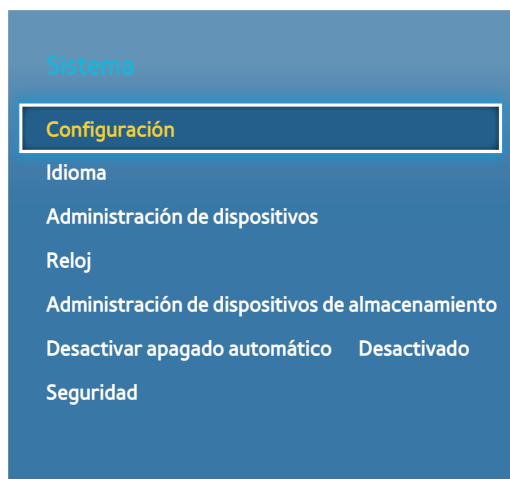 Sistema
Configuración
Idioma
Administración de dispositivos
Reloj
Administración de dispositivos de almacenamiento
Desactivar apagado automático Desactivado
Seguridad